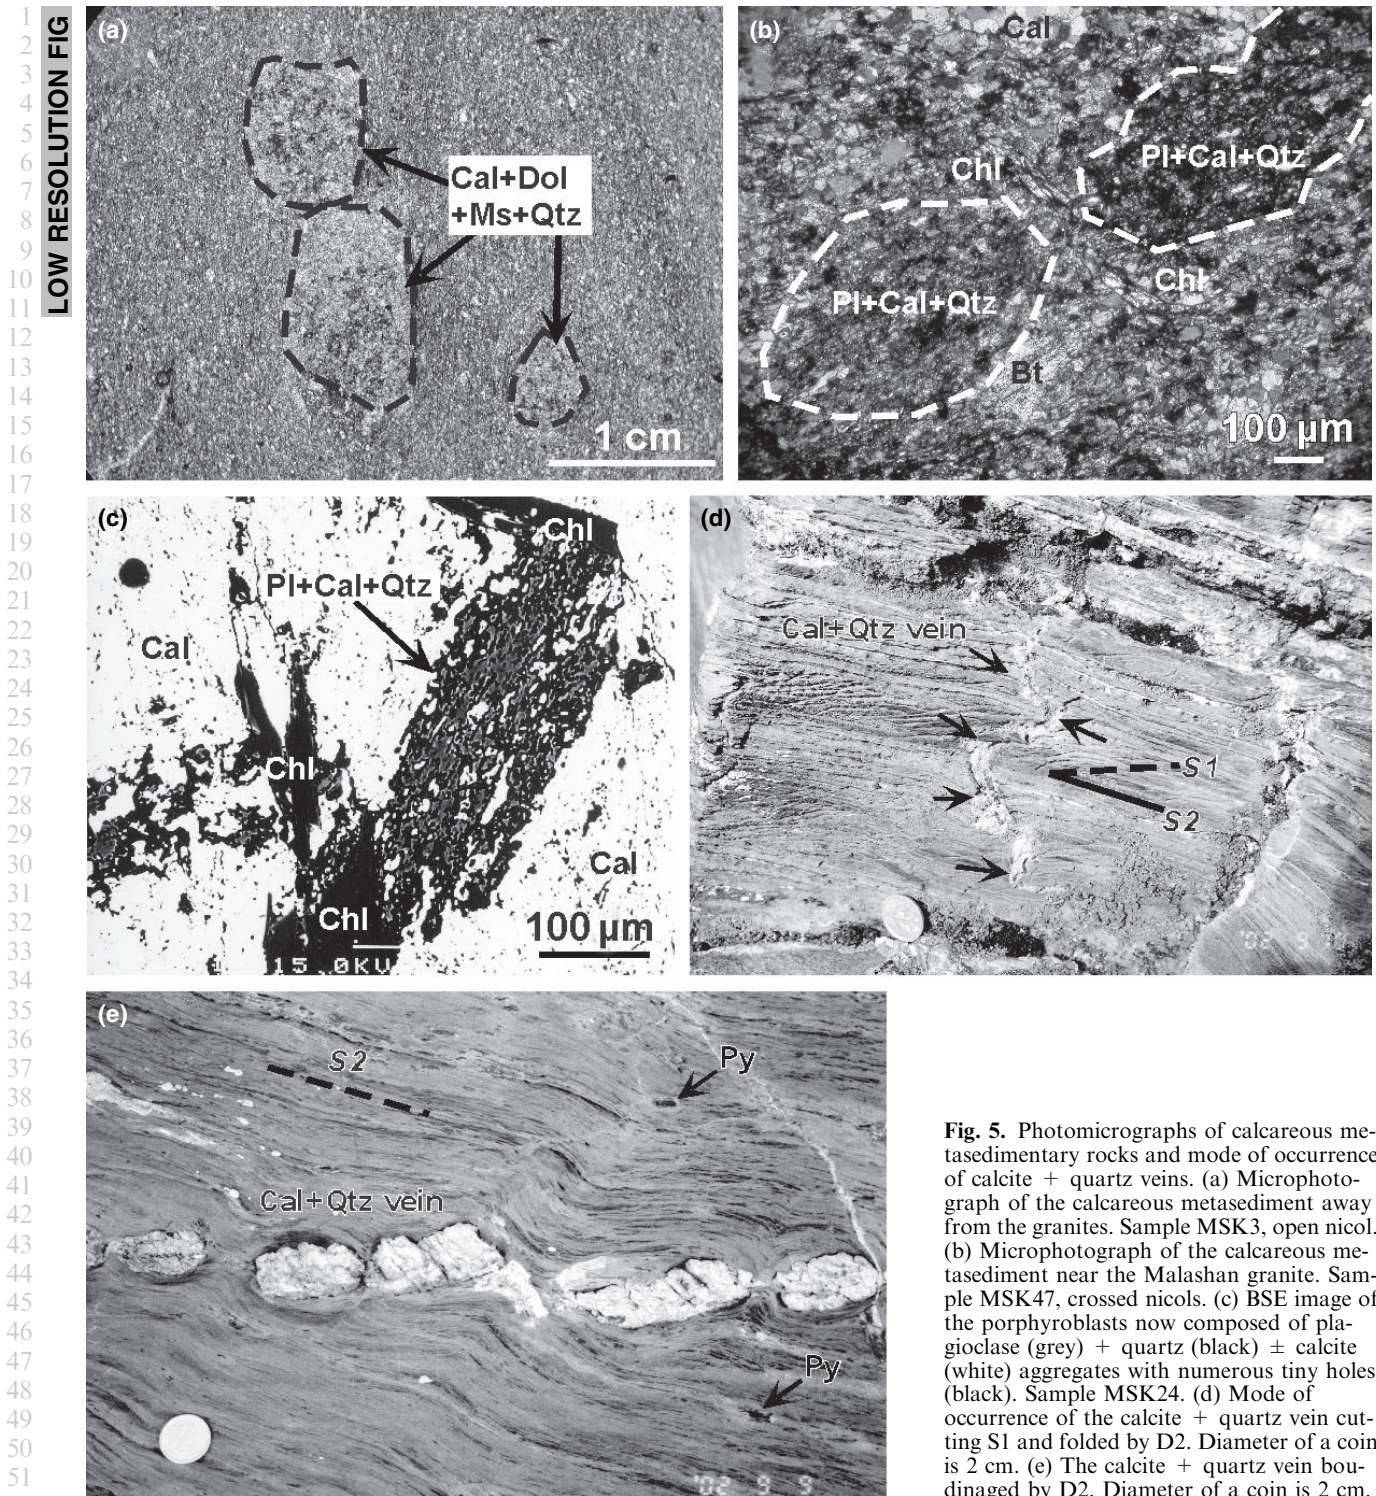 1
2
3
4
5
6
7
8
9
10
11
12
13
14
15
16
17
18
19
20
21
22
23
24
25
26
27
28
29
30
31
32
33
34
35
36
37
38
39
40
41
42
43
44
45
46
47
48
49
50
51
LOW RESOLUTION FIG
(a)
Cal+Dol
+Ms+Qtz
1 cm
(b)
Cal
Pl+Cal+Qtz
Chl
Chl
Pl+Cal+Qtz
Bt
100 µm
(c)
Chl
Pl+Cal+Qtz
Cal
Chl
Cal
Chl
100 µm
15.0KV
(d)
Cal+Qtz vein
S1
S2
'02 9
(e)
S2
Py
Cal+Qtz vein
Py
'02 9 9
Fig. 5. Photomicrographs of calcareous me-
tasedimentary rocks and mode of occurrence
of calcite + quartz veins. (a) Microphoto-
graph of the calcareous metasediment away
from the granites. Sample MSK3, open nicol.
(b) Microphotograph of the calcareous me-
tasediment near the Malashan granite. Sam-
ple MSK47, crossed nicols. (c) BSE image of
the porphyroblasts now composed of pla-
gioclase (grey) + quartz (black) ± calcite
(white) aggregates with numerous tiny holes
(black). Sample MSK24. (d) Mode of
occurrence of the calcite + quartz vein cut-
ting S1 and folded by D2. Diameter of a coin
is 2 cm. (e) The calcite + quartz vein bou-
dinaged by D2. Diameter of a coin is 2 cm.